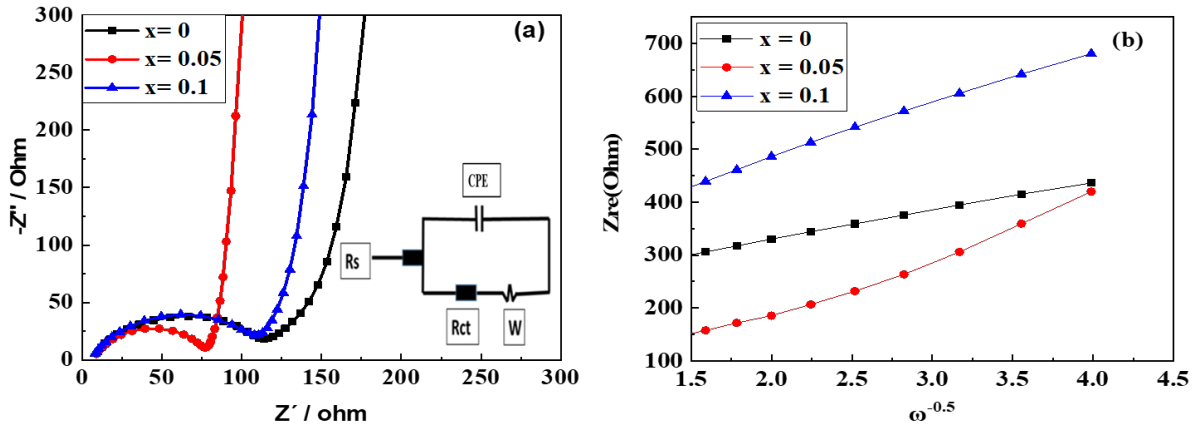 -300
-250
-200
-150
-100
-50
0
-Z'' / Ohm
x= 0
x = 0.05
x= 0.1
(a)
CPE
Rs
Rct
W
0 50 100 150 200 250 300
Z´ / ohm
700
600
500
400
300
200
100
Zre(Ohm)
x = 0
x = 0.05
x = 0.1
(b)
1.5 2.0 2.5 3.0 3.5 4.0 4.5
ω⁻⁰·⁵